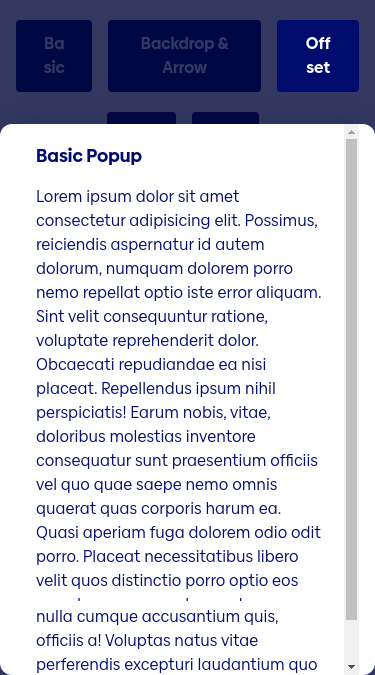 Ba
sic
Backdrop &
Arrow
Off
set
Basic Popup
Lorem ipsum dolor sit amet
consectetur adipisicing elit. Possimus,
reiciendis aspernatur id autem
dolorum, numquam dolorem porro
nemo repellat optio iste error aliquam.
Sint velit consequuntur ratione,
voluptate reprehenderit dolor.
Obcaecati repudiandae ea nisi
placeat. Repellendus ipsum nihil
perspiciatis! Earum nobis, vitae,
doloribus molestias inventore
consequatur sunt praesentium officiis
vel quo quae saepe nemo omnis
quaerat quas corporis harum ea.
Quasi aperiam fuga dolorem odio odit
porro. Placeat necessitatibus libero
velit quos distinctio porro optio eos
nulla cumque accusantium quis,
officiis a! Voluptas natus vitae
perferendis excepturi laudantium quo